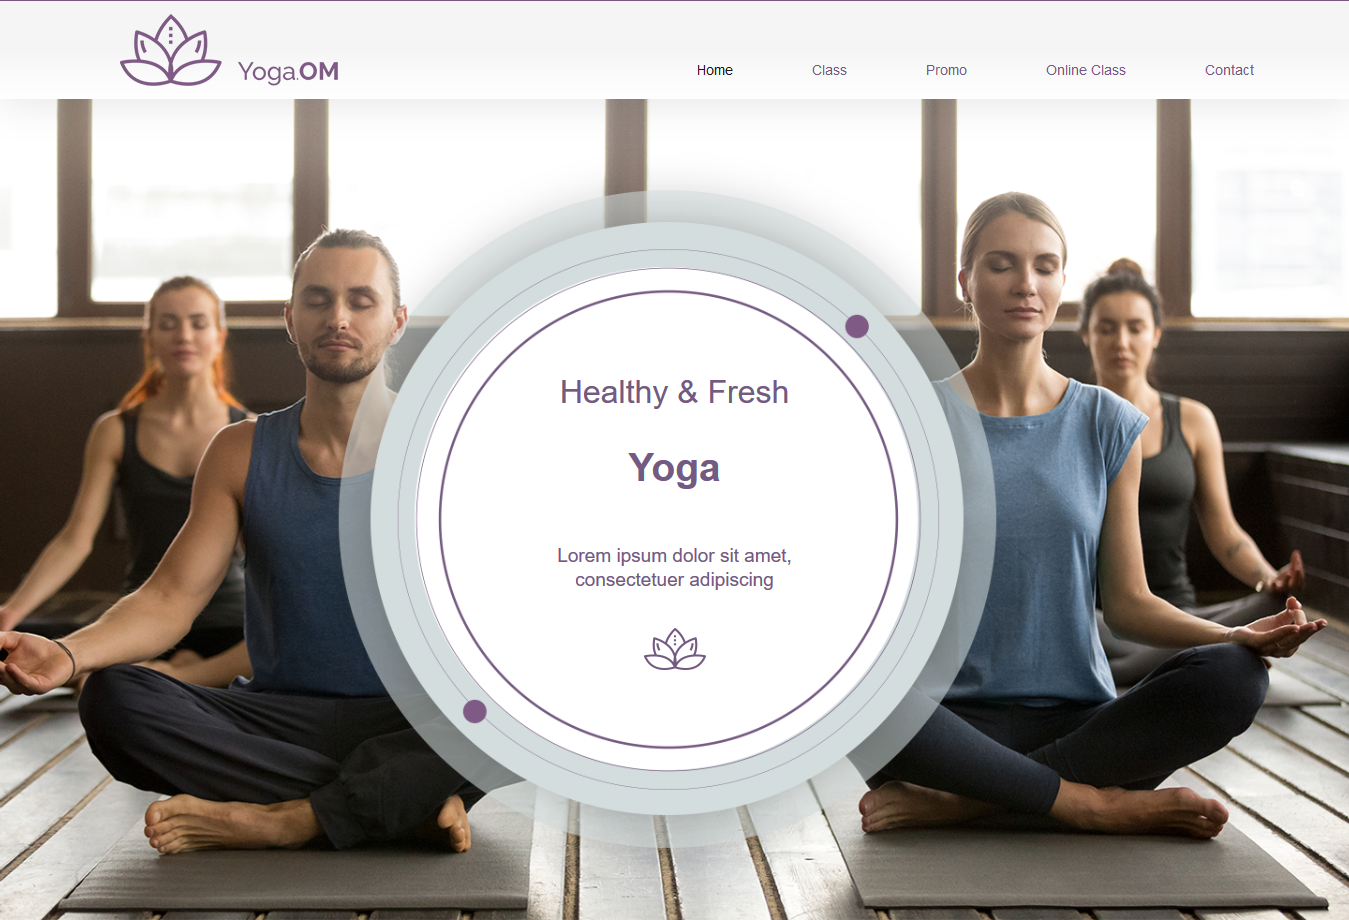 Yoga.OM
Home
Class
Promo
Online Class
Contact
Healthy & Fresh
Yoga
Lorem ipsum dolor sit amet,
consectetuer adipiscing